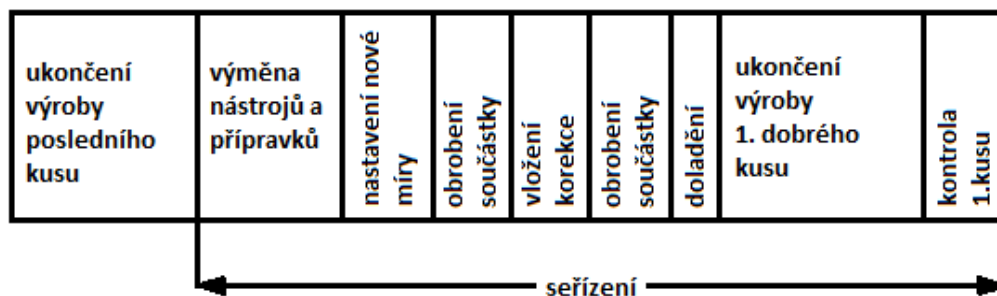 ukončení
výroby
posledního
kusu
výměna
nástrojů a
přípravků
nastavení nové
míry
obrobení
součástky
vložení
korekce
obrobení
součástky
doladění
ukončení
výroby
1. dobrého
kusu
kontrola
1.kusu
seřízení